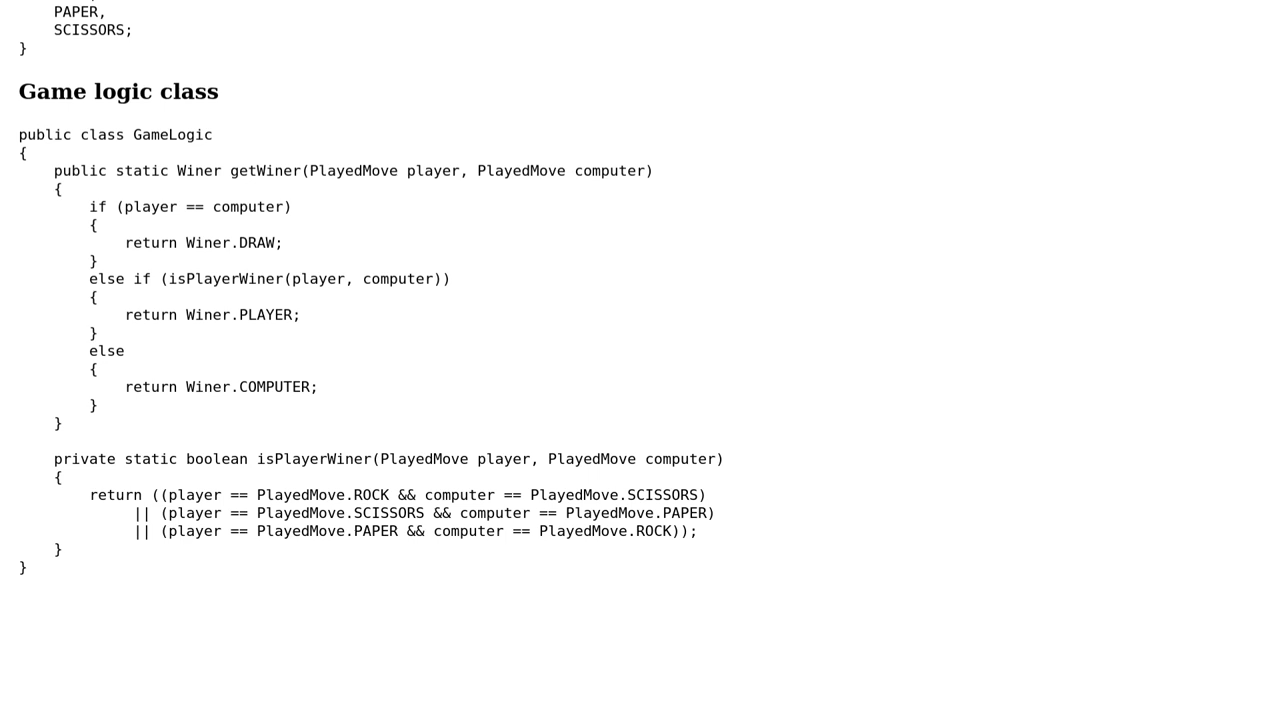 PAPER,
    SCISSORS;
}
Game logic class
public class GameLogic
{
    public static Winer getWiner(PlayedMove player, PlayedMove computer)
    {
        if (player == computer)
        {
            return Winer.DRAW;
        }
        else if (isPlayerWiner(player, computer))
        {
            return Winer.PLAYER;
        }
        else
        {
            return Winer.COMPUTER;
        }
    }

    private static boolean isPlayerWiner(PlayedMove player, PlayedMove computer)
    {
        return ((player == PlayedMove.ROCK && computer == PlayedMove.SCISSORS)
             || (player == PlayedMove.SCISSORS && computer == PlayedMove.PAPER)
             || (player == PlayedMove.PAPER && computer == PlayedMove.ROCK));
    }
}